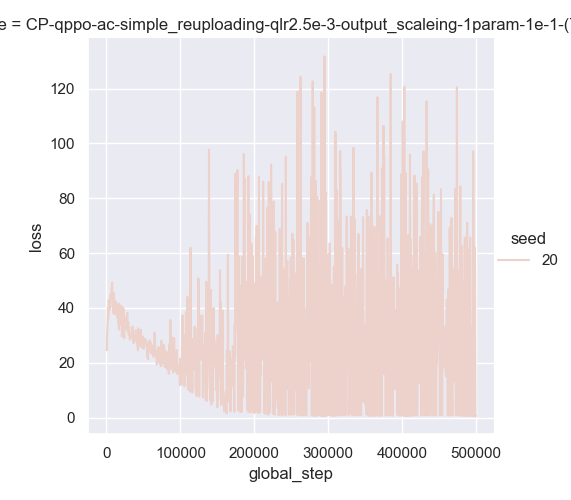 e = CP-qppo-ac-simple_reuploading-qlr2.5e-3-output_scaleing-1param-1e-1-(
120
100
80
60
40
20
0
loss
0 100000 200000 300000 400000 500000
global_step
seed
20